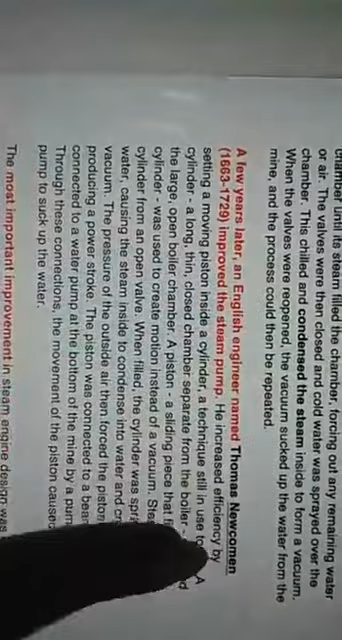 chamber until its steam filled the chamber, forcing out any remaining water
or air. The valves were then closed and cold water was sprayed over the
chamber. This chilled and condensed the steam inside to form a vacuum.
When the valves were reopened, the vacuum sucked up the water from the
mine, and the process could then be repeated.
A few years later, an English engineer named Thomas Newcomen
(1663-1729) improved the steam pump. He increased efficiency by
setting a moving piston inside a cylinder, a technique still in use A
cylinder - a long, thin, closed chamber separate from the boiler -
the large, open boiler chamber. A piston - a sliding piece that
cylinder - was used to create motion instead of a vacuum.
cylinder from an open valve. When filled, the cylinder was
water, causing the steam inside to condense into water and
vacuum. The pressure of the outside air then forced the piston
producing a power stroke. The piston was connected to a
connected to a water pump at the bottom of the mine by a
Through these connections, the movement of the piston
pump to suck up the water.
The most important improvement in steam engine design was